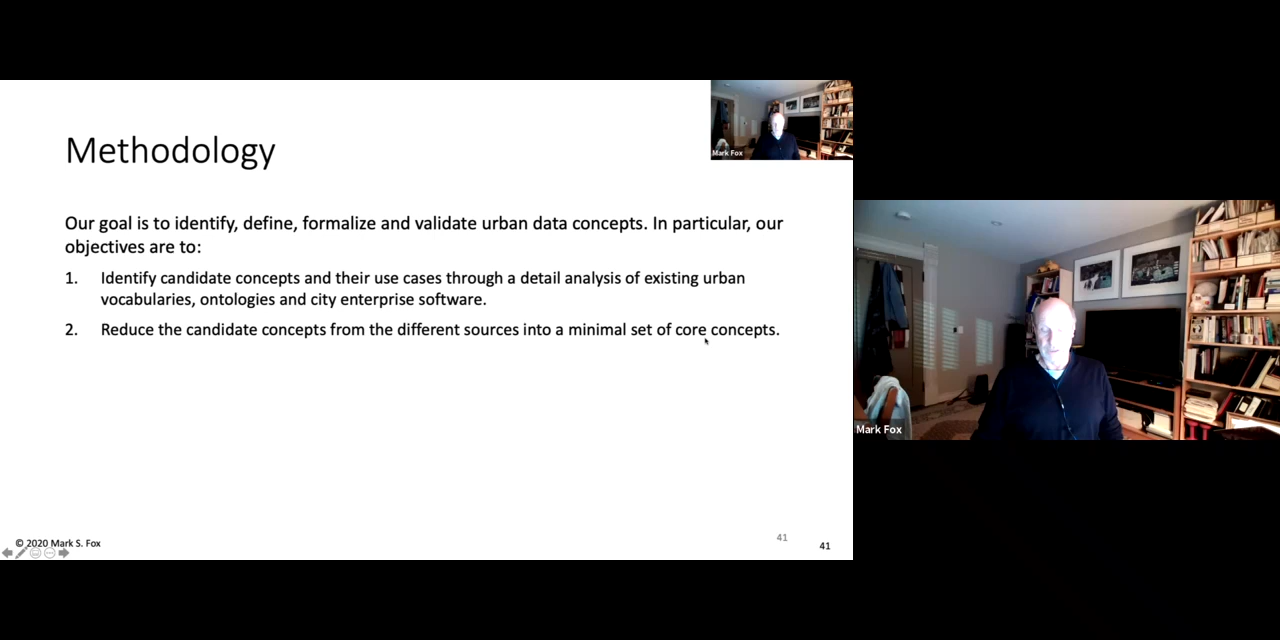 Methodology
Mark Fox
Our goal is to identify, define, formalize and validate urban data concepts. In particular, our
objectives are to:
1. Identify candidate concepts and their use cases through a detail analysis of existing urban
vocabularies, ontologies and city enterprise software.
2. Reduce the candidate concepts from the different sources into a minimal set of core concepts.
Mark Fox
© 2020 Mark S. Fox
41
41